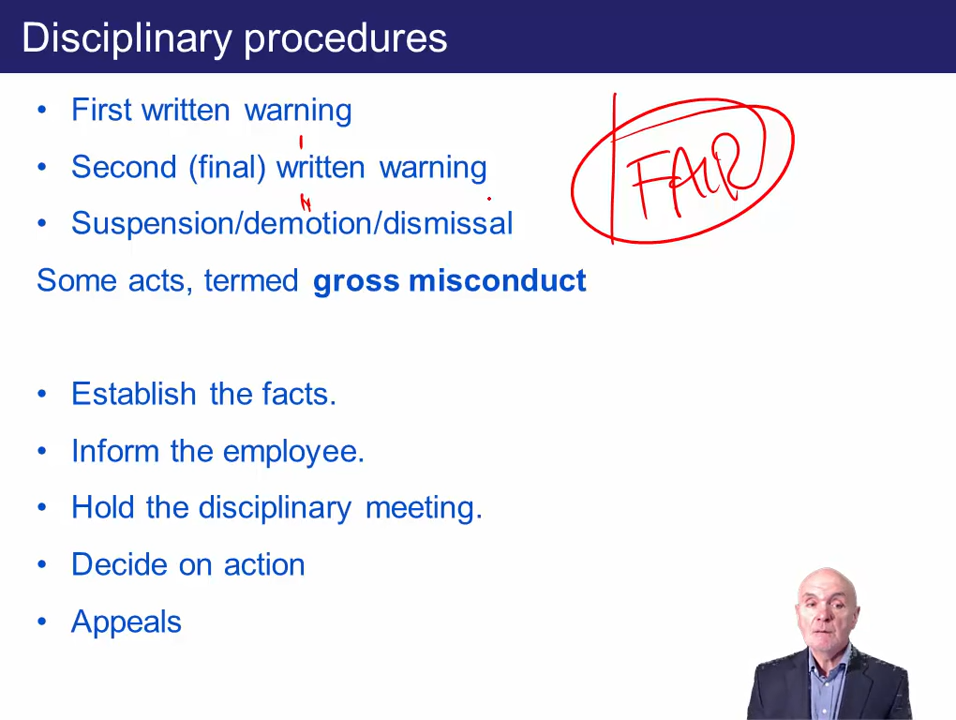 Disciplinary procedures
• First written warning
• Second (final) written warning
• Suspension/demotion/dismissal
FAIR
Some acts, termed gross misconduct
• Establish the facts.
• Inform the employee.
• Hold the disciplinary meeting.
• Decide on action
• Appeals